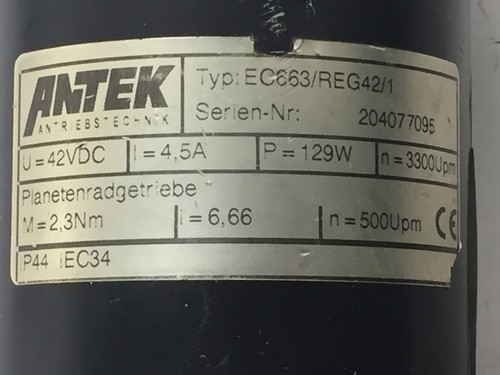 ANTEK
ANTRIEBSTECHNIK
Typ: EC663/REG42/1
Serien-Nr: 204077095
U = 42VDC I = 4,5A P = 129W n = 3300Upm
Planetenradgetriebe
M = 2,3Nm i = 6,66 n = 500Upm CE
P44 IEC34